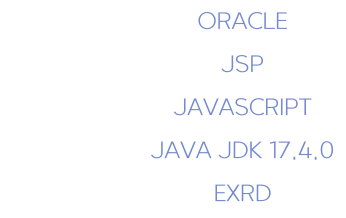 ORACLE
JSP
JAVASCRIPT
JAVA JDK 17,4,0
EXRD